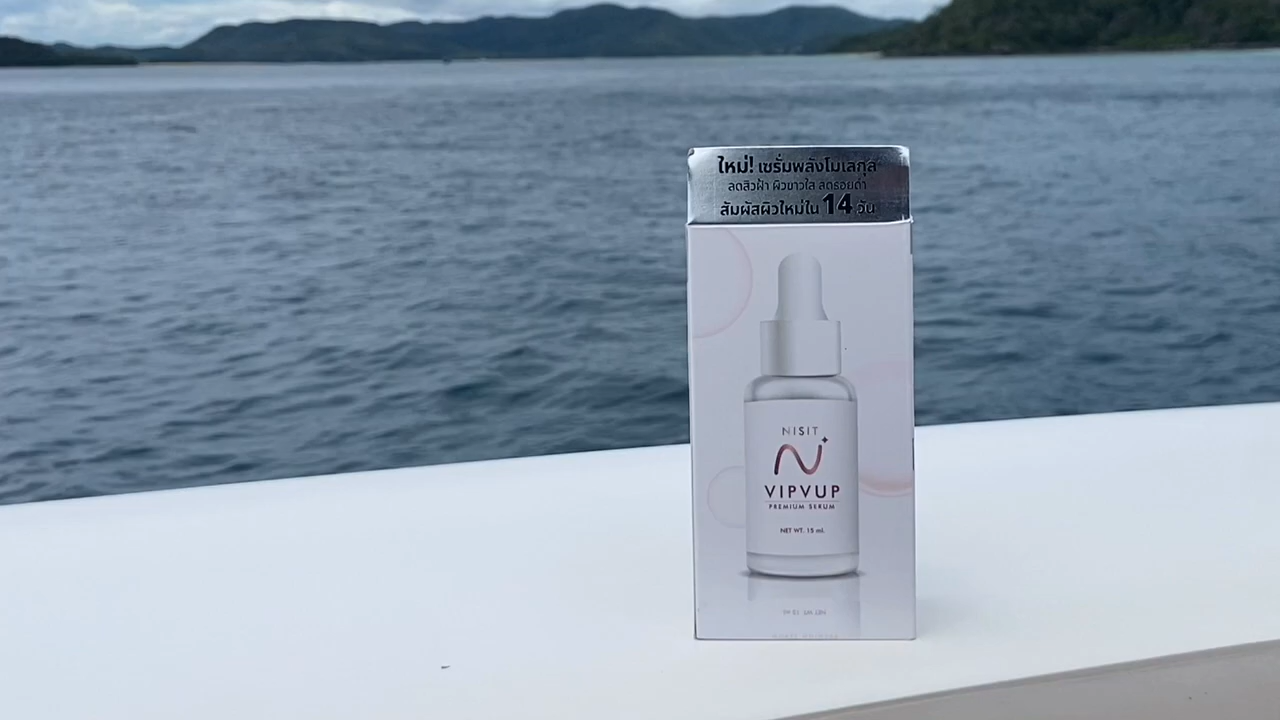 ใหม่! เซรั่มพลังโมเลกุล
ลดสิวฝ้า ผิวขาวใส ลดรอยดำ
สัมผัสผิวใหม่ใน 14 วัน
NISIT
VIPVUP
PREMIUM SERUM
NET WT. 15 ml.